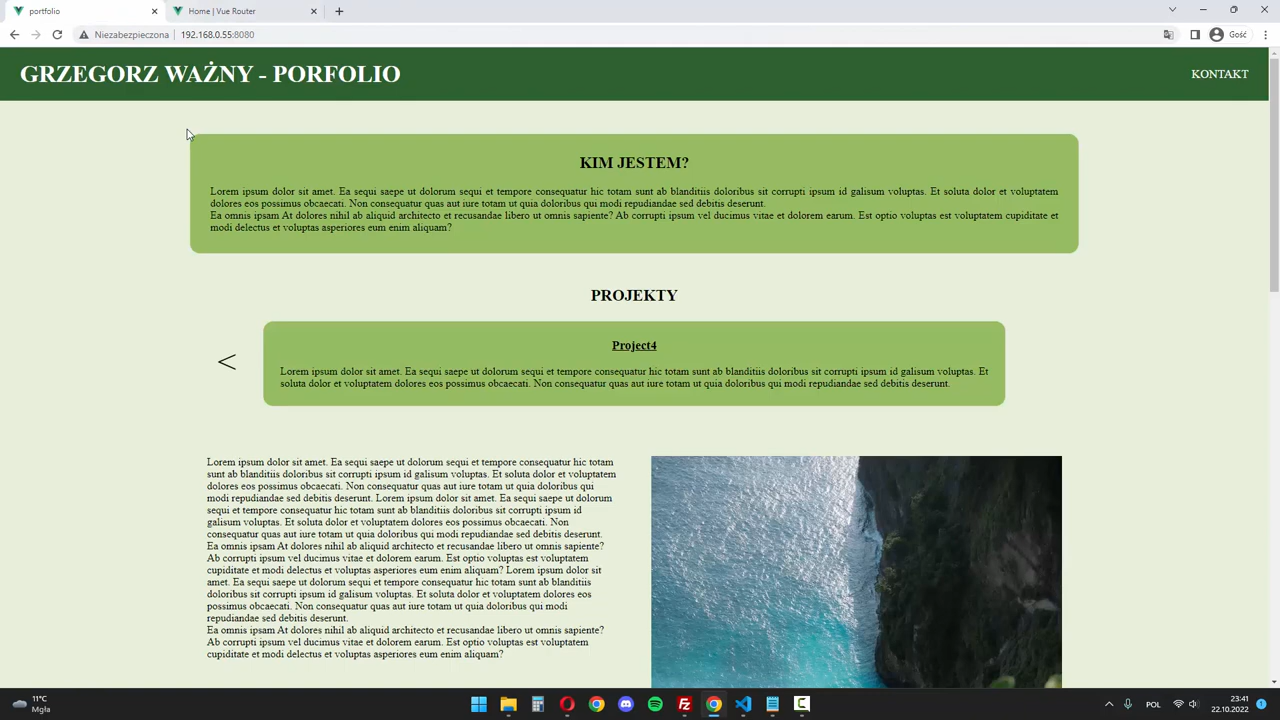 portfolio
Home | Vue Router
Niezabezpieczona
192.168.0.55:8080
Gość
GRZEGORZ WAŻNY - PORFOLIO
KONTAKT
KIM JESTEM?
Lorem ipsum dolor sit amet. Ea sequi saepe ut dolorum sequi et tempore consequatur hic totam sunt ab blanditiis doloribus sit corrupti ipsum id galisum voluptas. Et soluta dolor et voluptatem
dolores eos possimus obcaecati. Non consequatur quas aut iure totam ut quia doloribus qui modi repudiandae sed debitis deserunt.
Ea omnis ipsam At dolores nihil ab aliquid architecto et recusandae libero ut omnis sapiente? Ab corrupti ipsum vel ducimus vitae et dolorem earum. Est optio voluptas est voluptatem cupiditate et
modi delectus et voluptas asperiores eum enim aliquam?
PROJEKTY
<
Project4
Lorem ipsum dolor sit amet. Ea sequi saepe ut dolorum sequi et tempore consequatur hic totam sunt ab blanditiis doloribus sit corrupti ipsum id galisum voluptas. Et
soluta dolor et voluptatem dolores eos possimus obcaecati. Non consequatur quas aut iure totam ut quia doloribus qui modi repudiandae sed debitis deserunt.
Lorem ipsum dolor sit amet. Ea sequi saepe ut dolorum sequi et tempore consequatur hic totam
sunt ab blanditiis doloribus sit corrupti ipsum id galisum voluptas. Et soluta dolor et voluptatem
dolores eos possimus obcaecati. Non consequatur quas aut iure totam ut quia doloribus qui
modi repudiandae sed debitis deserunt. Lorem ipsum dolor sit amet. Ea sequi saepe ut dolorum
sequi et tempore consequatur hic totam sunt ab blanditiis doloribus sit corrupti ipsum id
galisum voluptas. Et soluta dolor et voluptatem dolores eos possimus obcaecati. Non
consequatur quas aut iure totam ut quia doloribus qui modi repudiandae sed debitis deserunt.
Ea omnis ipsam At dolores nihil ab aliquid architecto et recusandae libero ut omnis sapiente?
Ab corrupti ipsum vel ducimus vitae et dolorem earum. Est optio voluptas est voluptatem
cupiditate et modi delectus et voluptas asperiores eum enim aliquam? Lorem ipsum dolor sit
amet. Ea sequi saepe ut dolorum sequi et tempore consequatur hic totam sunt ab blanditiis
doloribus sit corrupti ipsum id galisum voluptas. Et soluta dolor et voluptatem dolores eos
possimus obcaecati. Non consequatur quas aut iure totam ut quia doloribus qui modi
repudiandae sed debitis deserunt.
Ea omnis ipsam At dolores nihil ab aliquid architecto et recusandae libero ut omnis sapiente?
Ab corrupti ipsum vel ducimus vitae et dolorem earum. Est optio voluptas est voluptatem
cupiditate et modi delectus et voluptas asperiores eum enim aliquam?
11°C
Mgła
POL
23:41
22.10.2022